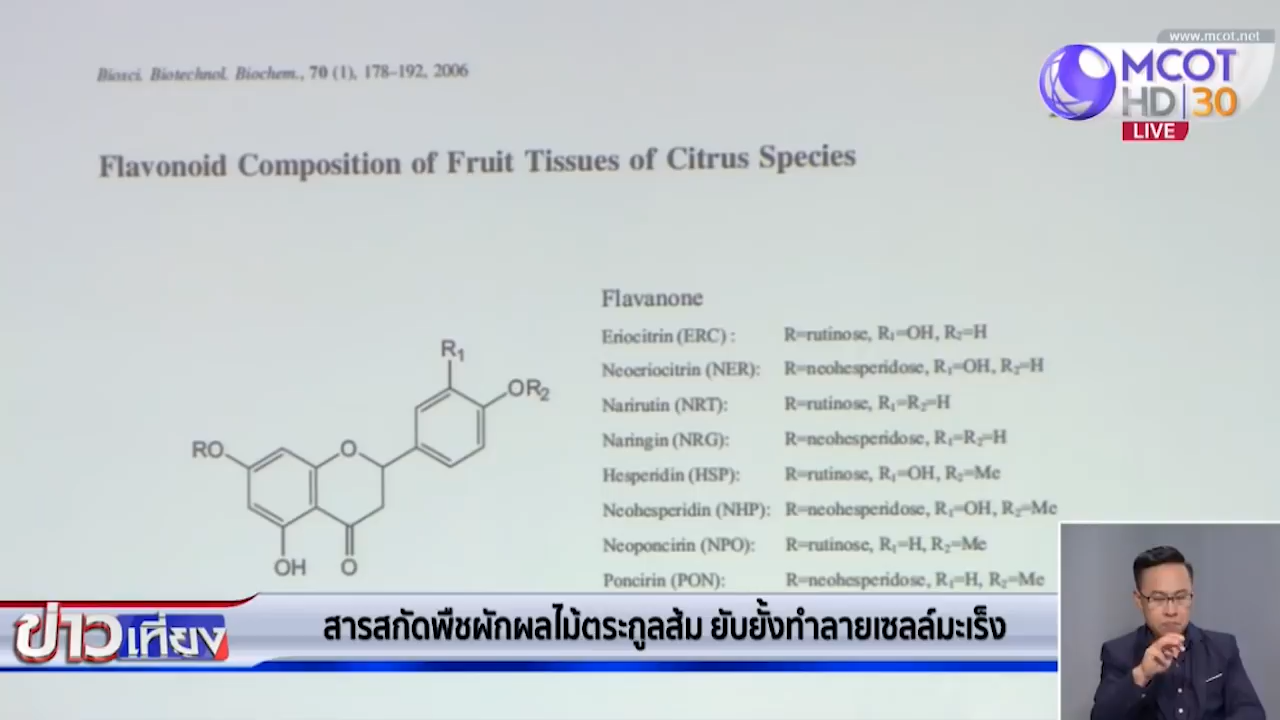 www.mcot.net
MCOT
HD 30
LIVE
Biosci. Biotechnol. Biochem., 70 (1), 178–192, 2006
Flavonoid Composition of Fruit Tissues of Citrus Species
Flavanone
Eriocitrin (ERC) : R=rutinose, R₁=OH, R₂=H
Neoeriocitrin (NER): R=neohesperidose, R₁=OH, R₂=H
Narirutin (NRT): R=rutinose, R₁=R₂=H
Naringin (NRG): R=neohesperidose, R₁=R₂=H
Hesperidin (HSP): R=rutinose, R₁=OH, R₂=Me
Neohesperidin (NHP): R=neohesperidose, R₁=OH, R₂=Me
Neoponcirin (NPO): R=rutinose, R₁=H, R₂=Me
Poncirin (PON): R=neohesperidose, R₁=H, R₂=Me
R₁
OR₂
RO
O
OH
O
ข่าวเที่ยง
สารสกัดพืชผักผลไม้ตระกูลส้ม ยับยั้งทำลายเซลล์มะเร็ง